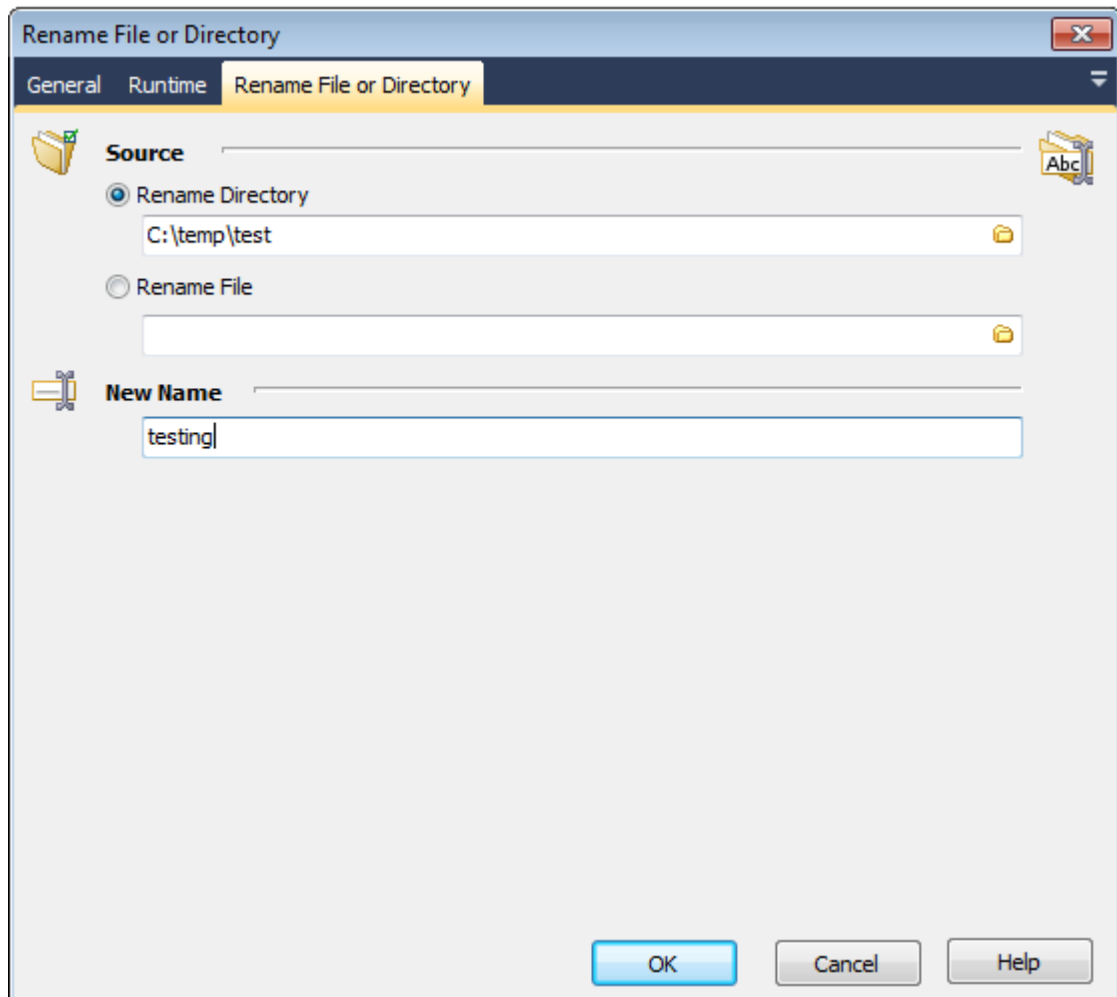 Rename File or Directory
General Runtime Rename File or Directory
Source
Abc
Rename Directory
C:\temp\test
Rename File
New Name
testing
OK Cancel Help